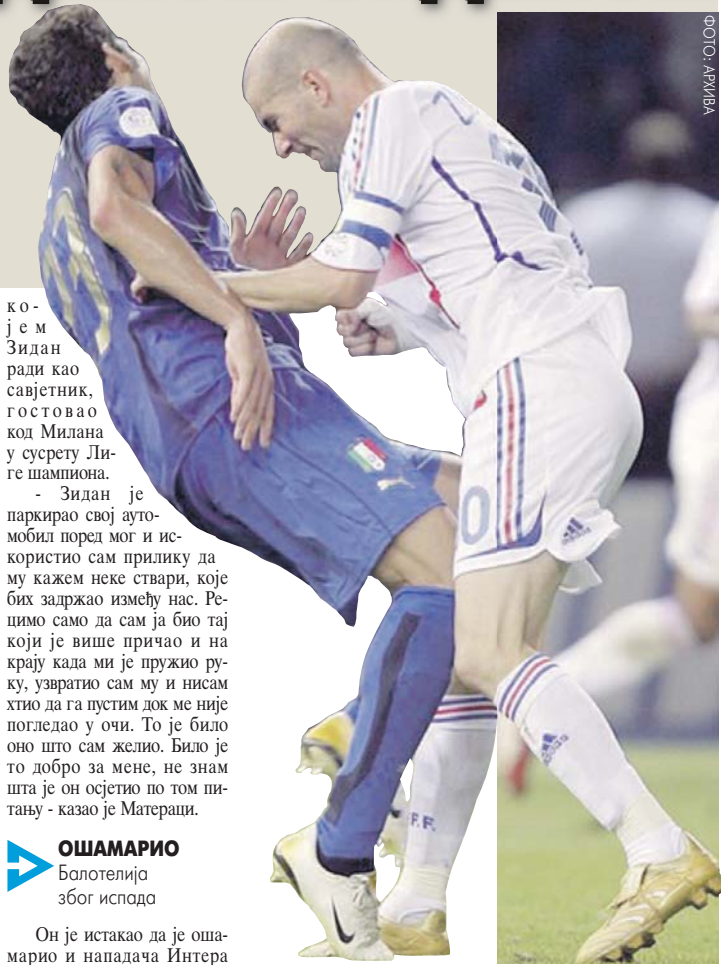 ФОТО: АРХИВА
ко-
јем
Зидан
ради као
савјетник,
гостовао
код Милана
у сусрету Ли-
ге шампиона.
- Зидан је
паркирао свој ауто-
мобил поред мог и ис-
користио сам прилику да
му кажем неке ствари, које
бих задржао између нас. Ре-
цимо само да сам ја био тај
који је више причао и на
крају када ми је пружио ру-
ку, узвратио сам му и нисам
хтио да га пустим док ме није
погледао у очи. То је било
оно што сам желио. Било је
то добро за мене, не знам
шта је он осјетио по том пи-
тању - казао је Матераци.
ОШАМАРИО
Балотелија
због испада
Он је истакао да је оша-
марио и нападача Интера
adidas
F.F.
adidas